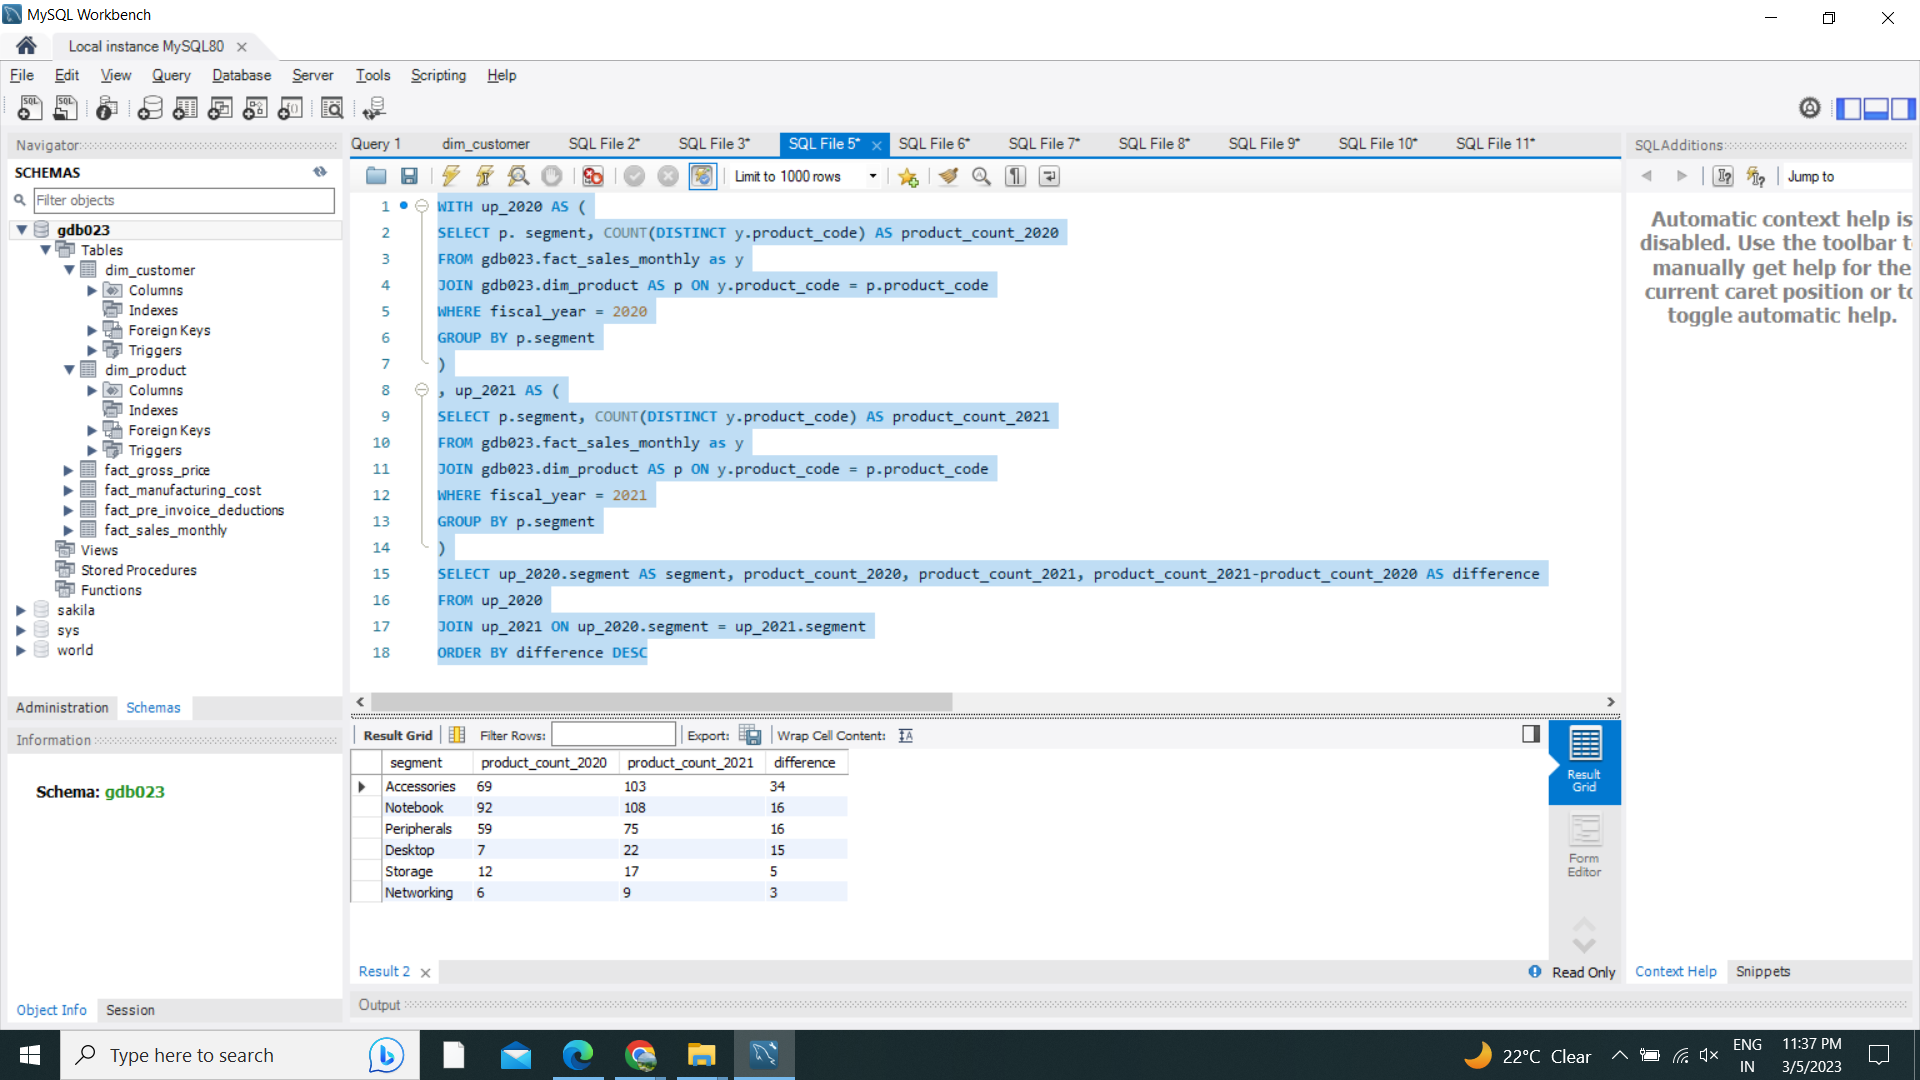 MySQL Workbench
Local instance MySQL80
File Edit View Query Database Server Tools Scripting Help
Navigator
SCHEMAS
Filter objects
gdb023
Tables
dim_customer
Columns
Indexes
Foreign Keys
Triggers
dim_product
Columns
Indexes
Foreign Keys
Triggers
fact_gross_price
fact_manufacturing_cost
fact_pre_invoice_deductions
fact_sales_monthly
Views
Stored Procedures
Functions
sakila
sys
world
Administration Schemas
Information
Schema: gdb023
Object Info Session
Query 1 dim_customer SQL File 2* SQL File 3* SQL File 5* SQL File 6* SQL File 7* SQL File 8* SQL File 9* SQL File 10* SQL File 11*
Limit to 1000 rows
1 WITH up_2020 AS (
2 SELECT p. segment, COUNT(DISTINCT y.product_code) AS product_count_2020
3 FROM gdb023.fact_sales_monthly as y
4 JOIN gdb023.dim_product AS p ON y.product_code = p.product_code
5 WHERE fiscal_year = 2020
6 GROUP BY p.segment
7 )
8 , up_2021 AS (
9 SELECT p.segment, COUNT(DISTINCT y.product_code) AS product_count_2021
10 FROM gdb023.fact_sales_monthly as y
11 JOIN gdb023.dim_product AS p ON y.product_code = p.product_code
12 WHERE fiscal_year = 2021
13 GROUP BY p.segment
14 )
15 SELECT up_2020.segment AS segment, product_count_2020, product_count_2021, product_count_2021-product_count_2020 AS difference
16 FROM up_2020
17 JOIN up_2021 ON up_2020.segment = up_2021.segment
18 ORDER BY difference DESC
Result Grid Filter Rows: Export: Wrap Cell Content:
segment product_count_2020 product_count_2021 difference
Accessories 69 103 34
Notebook 92 108 16
Peripherals 59 75 16
Desktop 7 22 15
Storage 12 17 5
Networking 6 9 3
Result
Grid
Form
Editor
Result 2
Read Only
Output
SQLAdditions
Jump to
Automatic context help is
disabled. Use the toolbar t
manually get help for the
current caret position or to
toggle automatic help.
Context Help Snippets
Type here to search
22°C Clear
ENG
IN
11:37 PM
3/5/2023